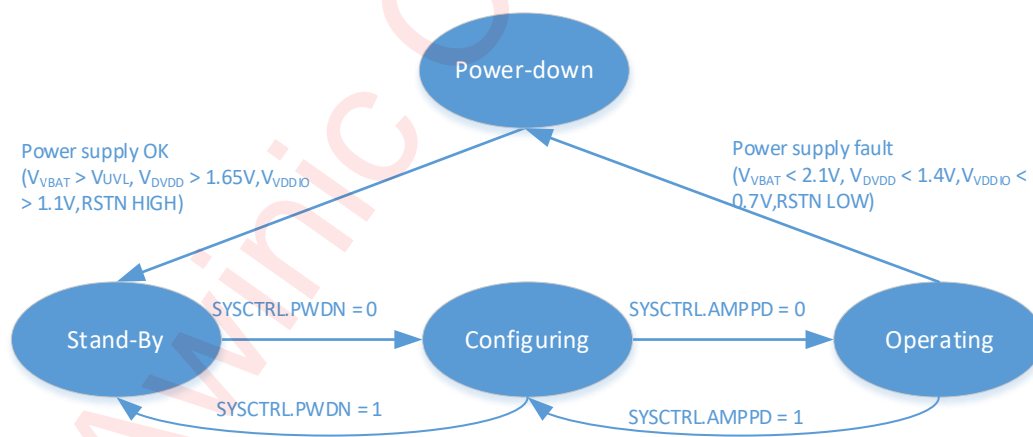 Power-down
Power supply OK
(VVBAT > VUVL, VDVDD > 1.65V,VVDDIO
> 1.1V,RSTN HIGH)
Power supply fault
(VVBAT < 2.1V, VDVDD < 1.4V,VVDDIO <
0.7V,RSTN LOW)
SYSCTRL.PWDN = 0
SYSCTRL.AMPPD = 0
Stand-By
Configuring
Operating
SYSCTRL.PWDN = 1
SYSCTRL.AMPPD = 1
winic